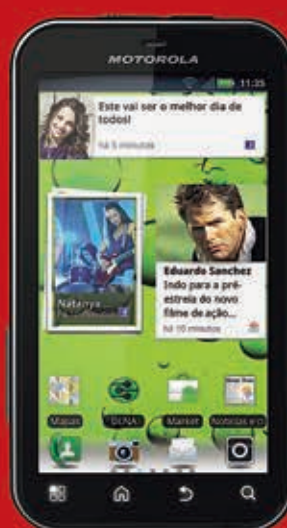 MOTOROLA
11:35
Este vai ser o melhor dia de
todos!
há 5 minutos
Natanya
Eduardo Sanchez
Indo para a pré-
estreia do novo
filme de ação...
há 10 minutos
Mapas
DLNA
Market
Notícias e o